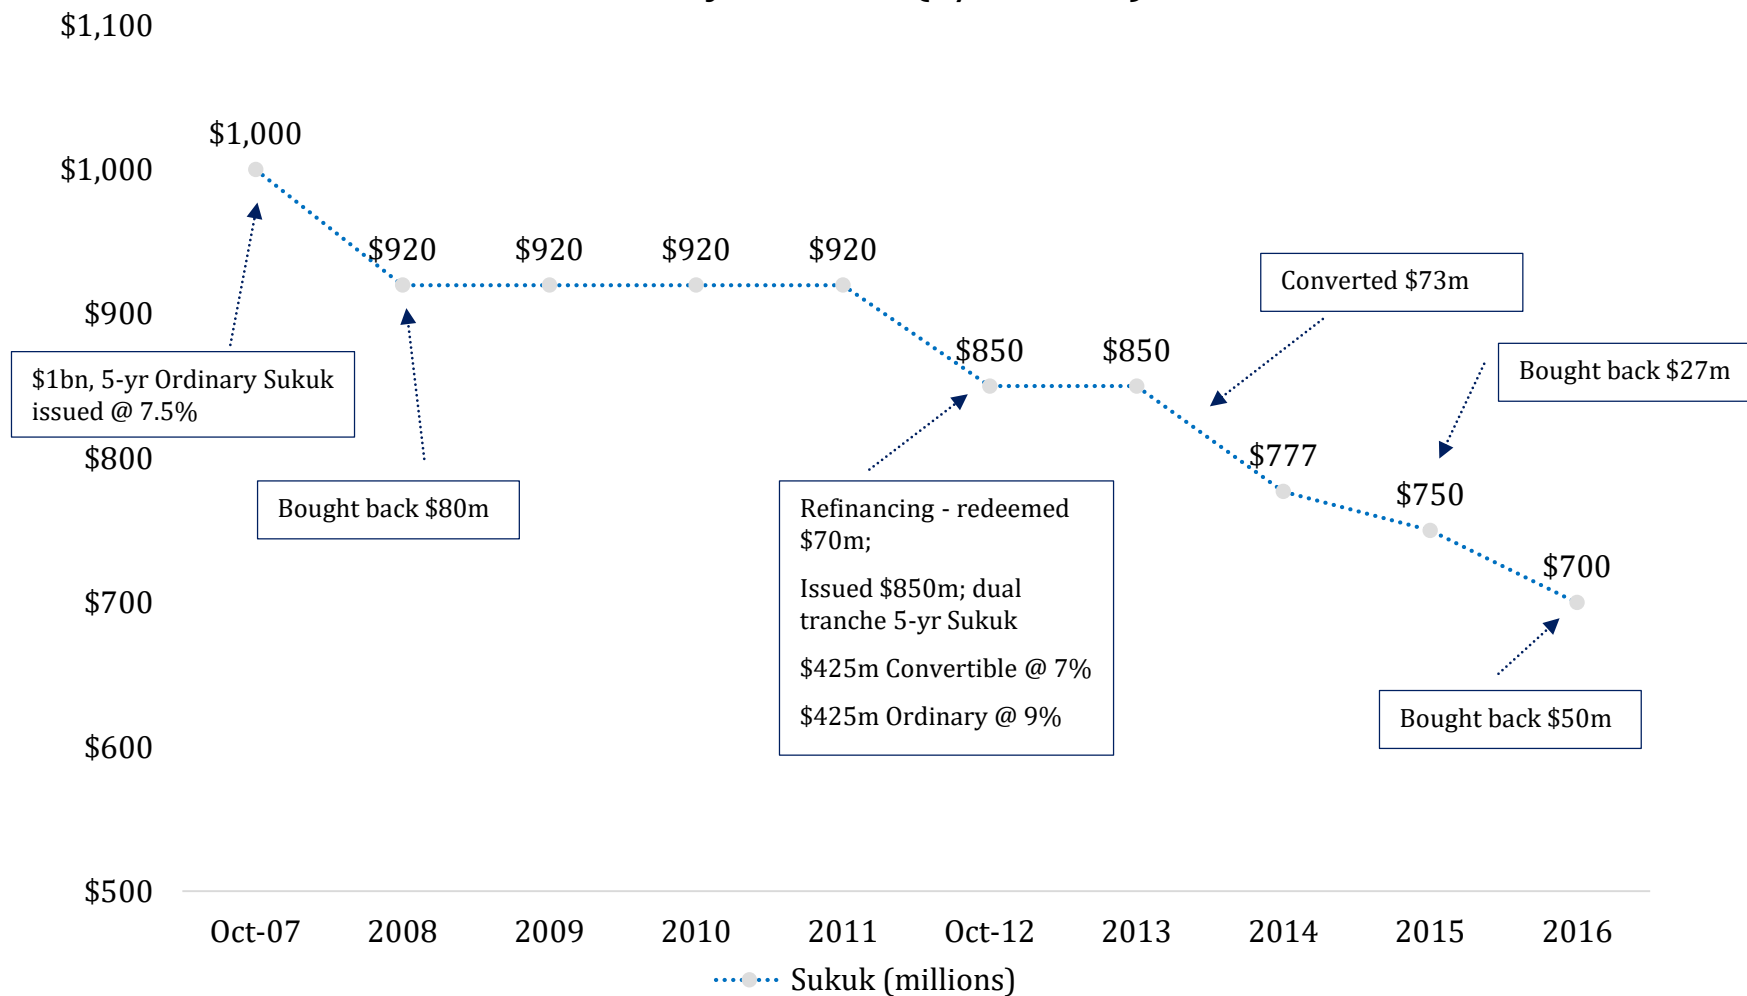 $1,100
$1,000
$1,000
$920
$920
$920
$920
Converted $73m
$900
$850
$850
Bought back $27m
$1bn, 5-yr Ordinary Sukuk
issued @ 7.5%
$800
$777
$750
Bought back $80m
Refinancing - redeemed
$70m;
Issued $850m; dual
tranche 5-yr Sukuk
$425m Convertible @ 7%
$425m Ordinary @ 9%
$700
$700
Bought back $50m
$600
$500
Oct-07
2008
2009
2010
2011
Oct-12
2013
2014
2015
2016
Sukuk (millions)